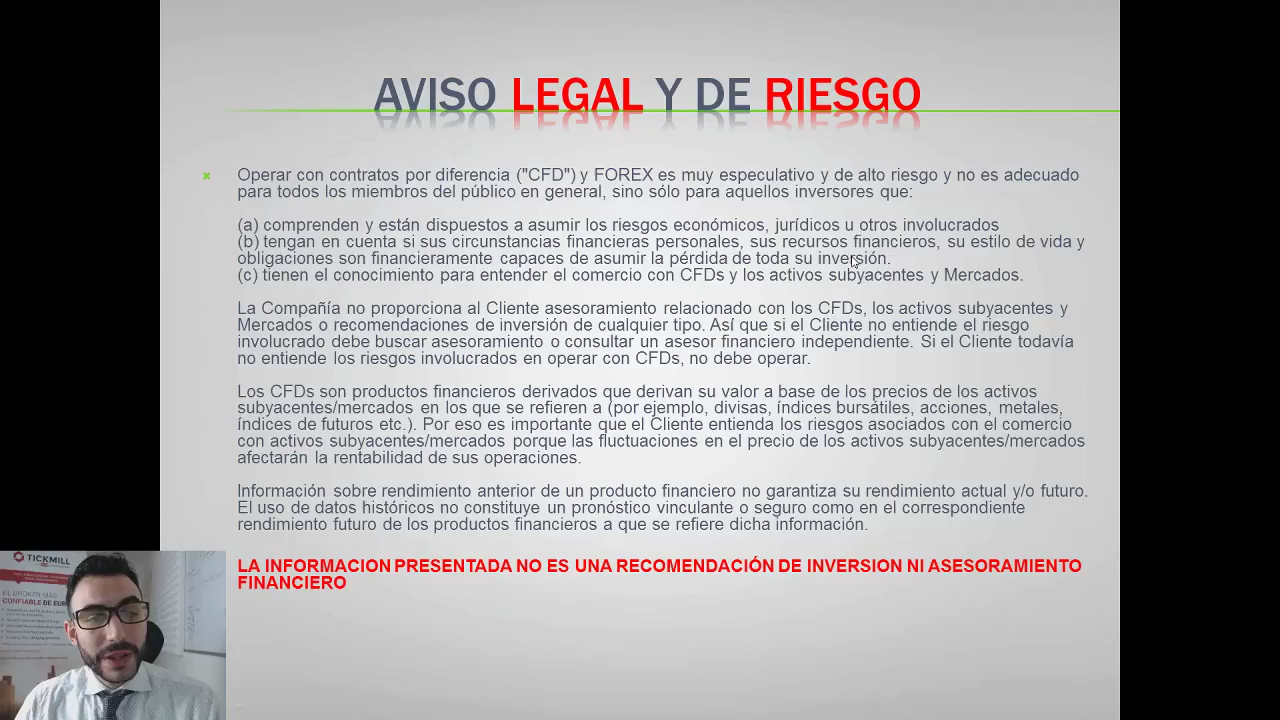 AVISO LEGAL Y DE RIESGO
Operar con contratos por diferencia ("CFD") y FOREX es muy especulativo y de alto riesgo y no es adecuado
para todos los miembros del público en general, sino sólo para aquellos inversores que:
(a) comprenden y están dispuestos a asumir los riesgos económicos, jurídicos u otros involucrados
(b) tengan en cuenta si sus circunstancias financieras personales, sus recursos financieros, su estilo de vida y
obligaciones son financieramente capaces de asumir la pérdida de toda su inversión.
(c) tienen el conocimiento para entender el comercio con CFDs y los activos subyacentes y Mercados.
La Compañía no proporciona al Cliente asesoramiento relacionado con los CFDs, los activos subyacentes y
Mercados o recomendaciones de inversión de cualquier tipo. Así que si el Cliente no entiende el riesgo
involucrado debe buscar asesoramiento o consultar un asesor financiero independiente. Si el Cliente todavía
no entiende los riesgos involucrados en operar con CFDs, no debe operar.
Los CFDs son productos financieros derivados que derivan su valor a base de los precios de los activos
subyacentes/mercados en los que se refieren a (por ejemplo, divisas, índices bursátiles, acciones, metales,
índices de futuros etc.). Por eso es importante que el Cliente entienda los riesgos asociados con el comercio
con activos subyacentes/mercados porque las fluctuaciones en el precio de los activos subyacentes/mercados
afectarán la rentabilidad de sus operaciones.
Información sobre rendimiento anterior de un producto financiero no garantiza su rendimiento actual y/o futuro.
El uso de datos históricos no constituye un pronóstico vinculante o seguro como en el correspondiente
rendimiento futuro de los productos financieros a que se refiere dicha información.
LA INFORMACION PRESENTADA NO ES UNA RECOMENDACIÓN DE INVERSION NI ASESORAMIENTO
FINANCIERO
TICKMILL
EL BROKER MÁS
CONFIABLE DE